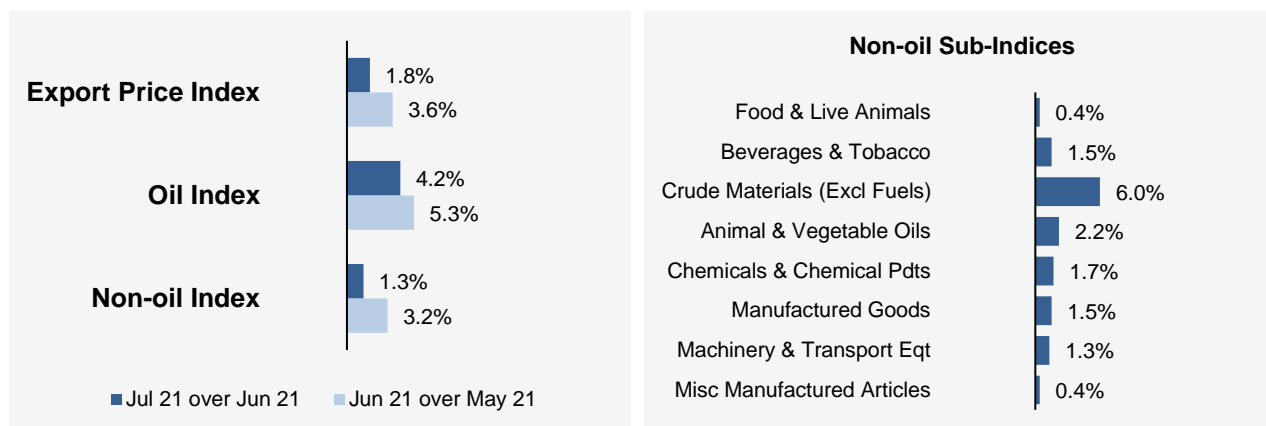 Export Price Index
1.8%
3.6%
Oil Index
4.2%
5.3%
Non-oil Index
1.3%
3.2%
Jul 21 over Jun 21
Jun 21 over May 21
Non-oil Sub-Indices
Food & Live Animals 0.4%
Beverages & Tobacco 1.5%
Crude Materials (Excl Fuels) 6.0%
Animal & Vegetable Oils 2.2%
Chemicals & Chemical Pdts 1.7%
Manufactured Goods 1.5%
Machinery & Transport Eqt 1.3%
Misc Manufactured Articles 0.4%